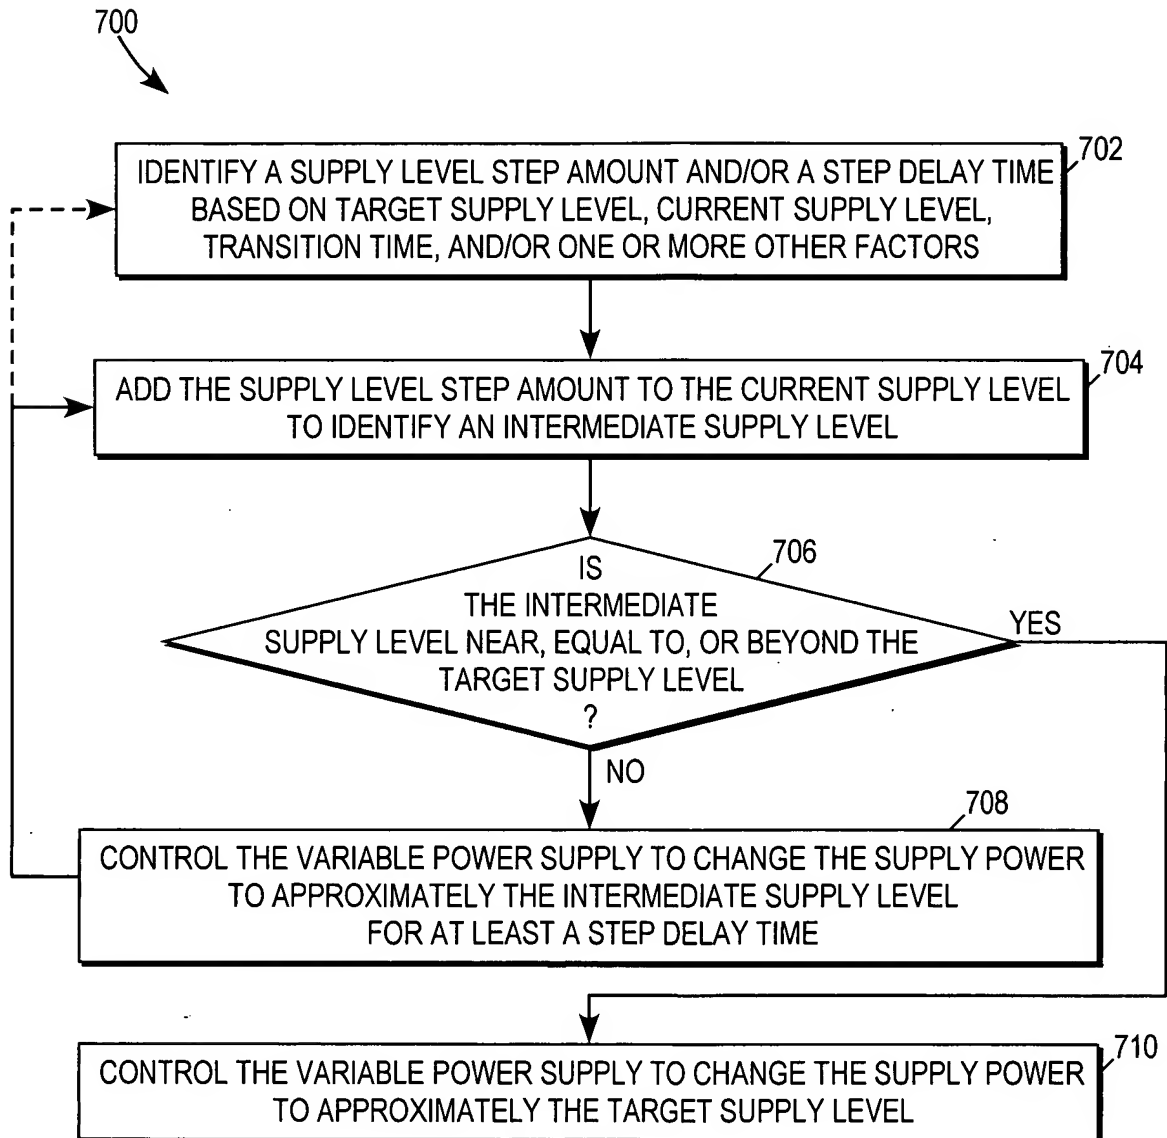 700
702
IDENTIFY A SUPPLY LEVEL STEP AMOUNT AND/OR A STEP DELAY TIME
BASED ON TARGET SUPPLY LEVEL, CURRENT SUPPLY LEVEL,
TRANSITION TIME, AND/OR ONE OR MORE OTHER FACTORS
704
ADD THE SUPPLY LEVEL STEP AMOUNT TO THE CURRENT SUPPLY LEVEL
TO IDENTIFY AN INTERMEDIATE SUPPLY LEVEL
706
IS
THE INTERMEDIATE
SUPPLY LEVEL NEAR, EQUAL TO, OR BEYOND THE
TARGET SUPPLY LEVEL
?
YES
NO
708
CONTROL THE VARIABLE POWER SUPPLY TO CHANGE THE SUPPLY POWER
TO APPROXIMATELY THE INTERMEDIATE SUPPLY LEVEL
FOR AT LEAST A STEP DELAY TIME
710
CONTROL THE VARIABLE POWER SUPPLY TO CHANGE THE SUPPLY POWER
TO APPROXIMATELY THE TARGET SUPPLY LEVEL